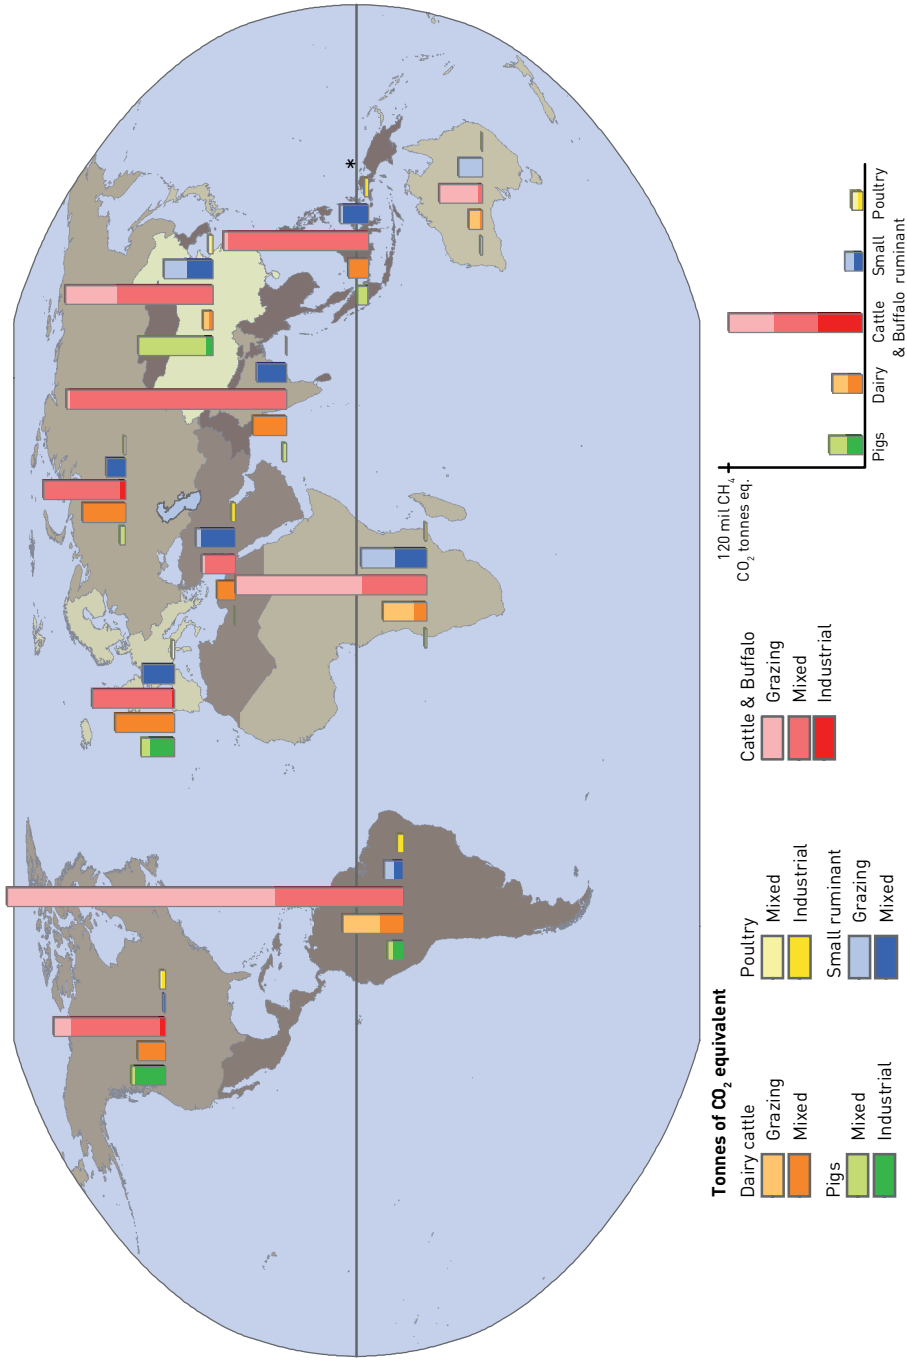 *
Tonnes of CO₂ equivalent
Dairy cattle
Grazing
Mixed
Pigs
Mixed
Industrial
Poultry
Mixed
Industrial
Small ruminant
Grazing
Mixed
Cattle & Buffalo
Grazing
Mixed
Industrial
120 mil CH₄
CO₂ tonnes eq.
Pigs
Dairy
Cattle
& Buffalo
Small
ruminant
Poultry